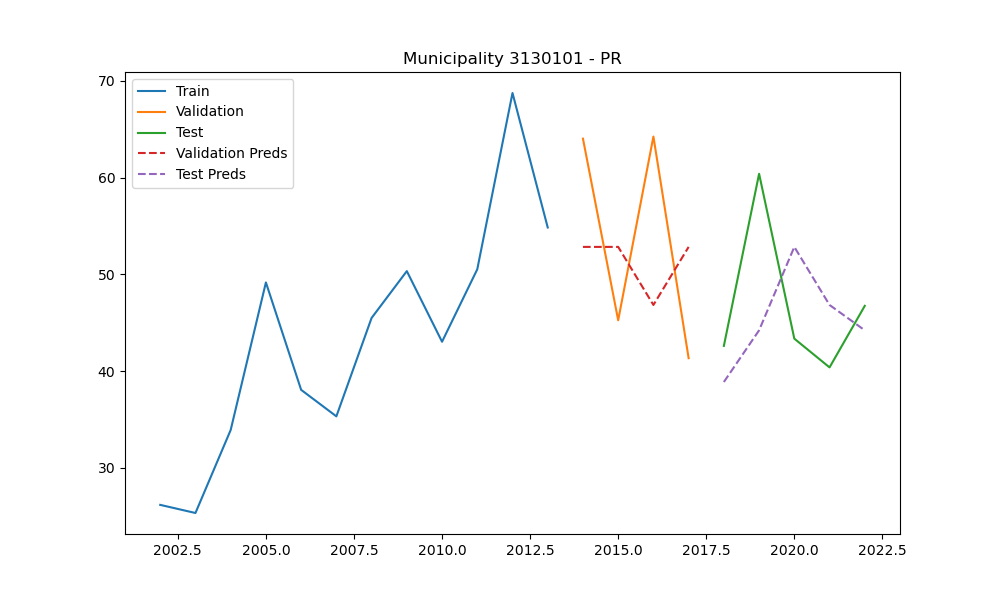 Municipality 3130101 - PR
Train
Validation
Test
Validation Preds
Test Preds
70
60
50
40
30
2002.5 2005.0 2007.5 2010.0 2012.5 2015.0 2017.5 2020.0 2022.5